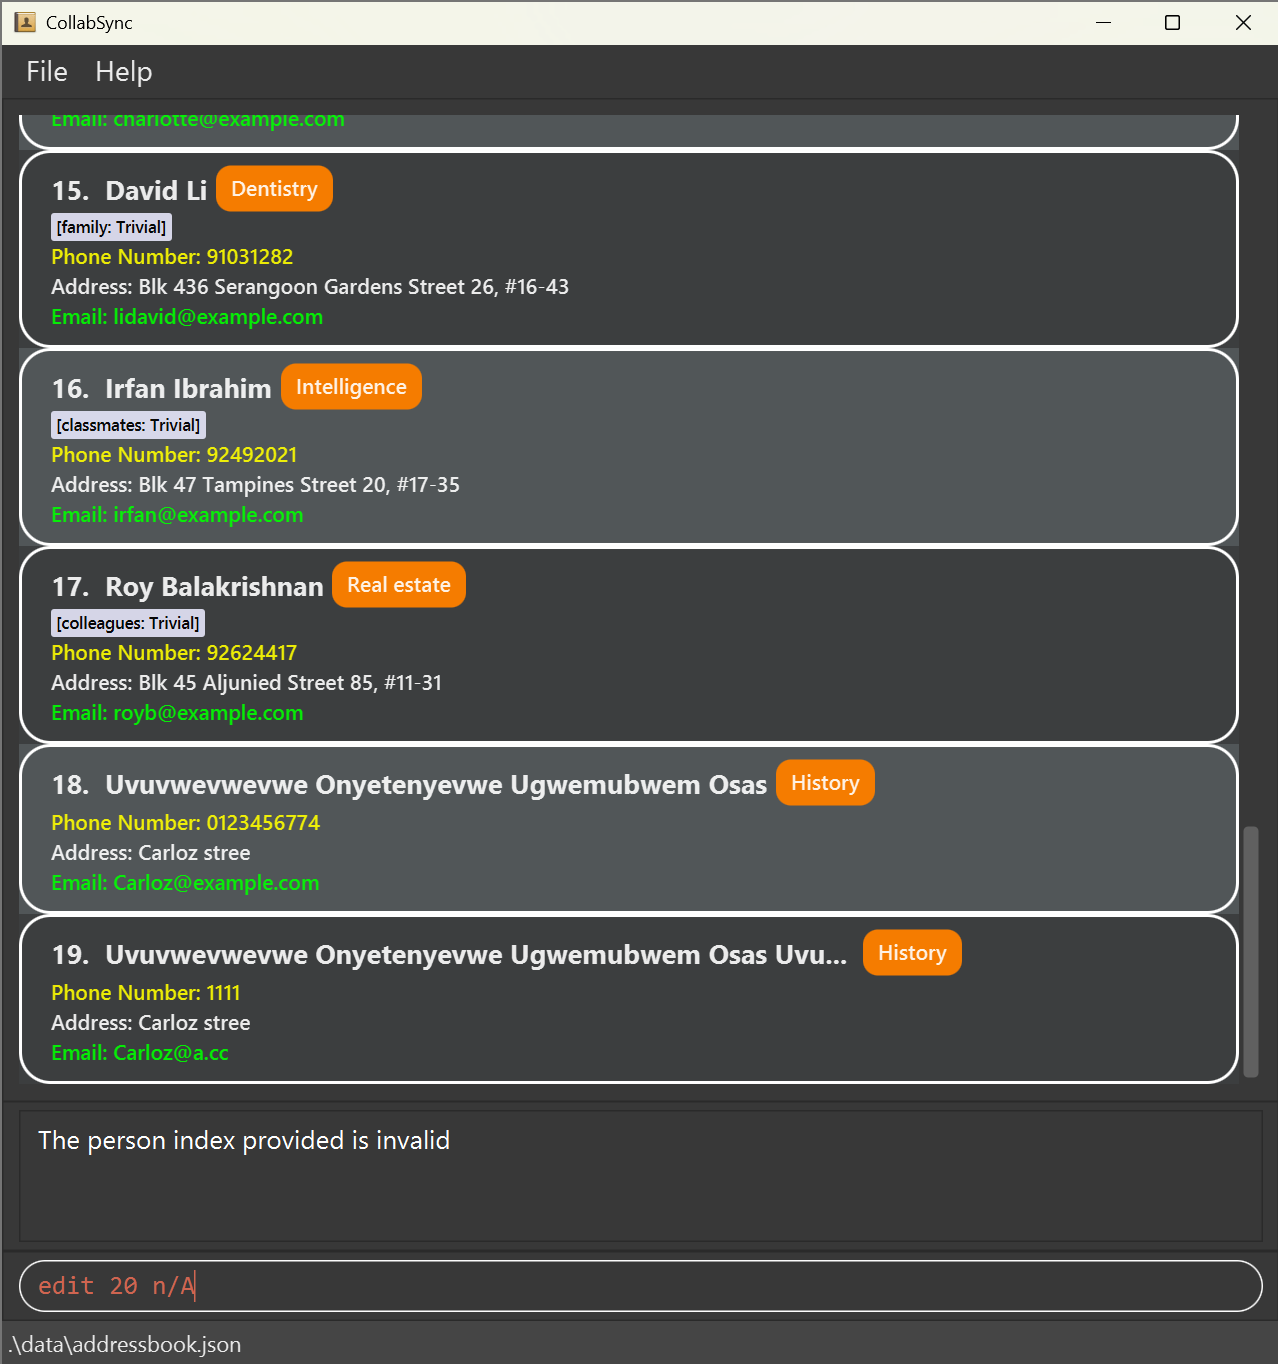 CollabSync
File Help
Email: charlotte@example.com
15. David Li Dentistry
[family: Trivial]
Phone Number: 91031282
Address: Blk 436 Serangoon Gardens Street 26, #16-43
Email: lidavid@example.com
16. Irfan Ibrahim Intelligence
[classmates: Trivial]
Phone Number: 92492021
Address: Blk 47 Tampines Street 20, #17-35
Email: irfan@example.com
17. Roy Balakrishnan Real estate
[colleagues: Trivial]
Phone Number: 92624417
Address: Blk 45 Aljunied Street 85, #11-31
Email: royb@example.com
18. Uvuvwevwevwe Onyetenyevwe Ugwemubwem Osas History
Phone Number: 0123456774
Address: Carloz stree
Email: Carloz@example.com
19. Uvuvwevwevwe Onyetenyevwe Ugwemubwem Osas Uvu... History
Phone Number: 1111
Address: Carloz stree
Email: Carloz@a.cc
The person index provided is invalid
edit 20 n/A
.\data\addressbook.json